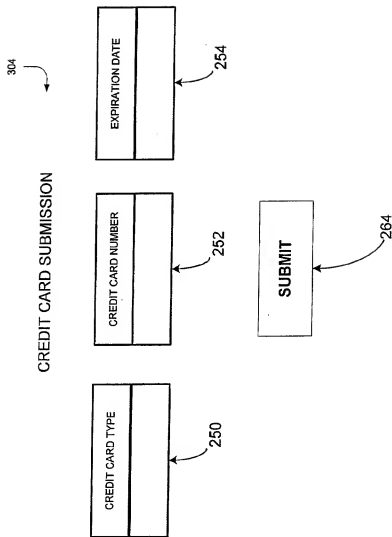 304
CREDIT CARD SUBMISSION
CREDIT CARD TYPE
CREDIT CARD NUMBER
EXPIRATION DATE
250
252
254
SUBMIT
264